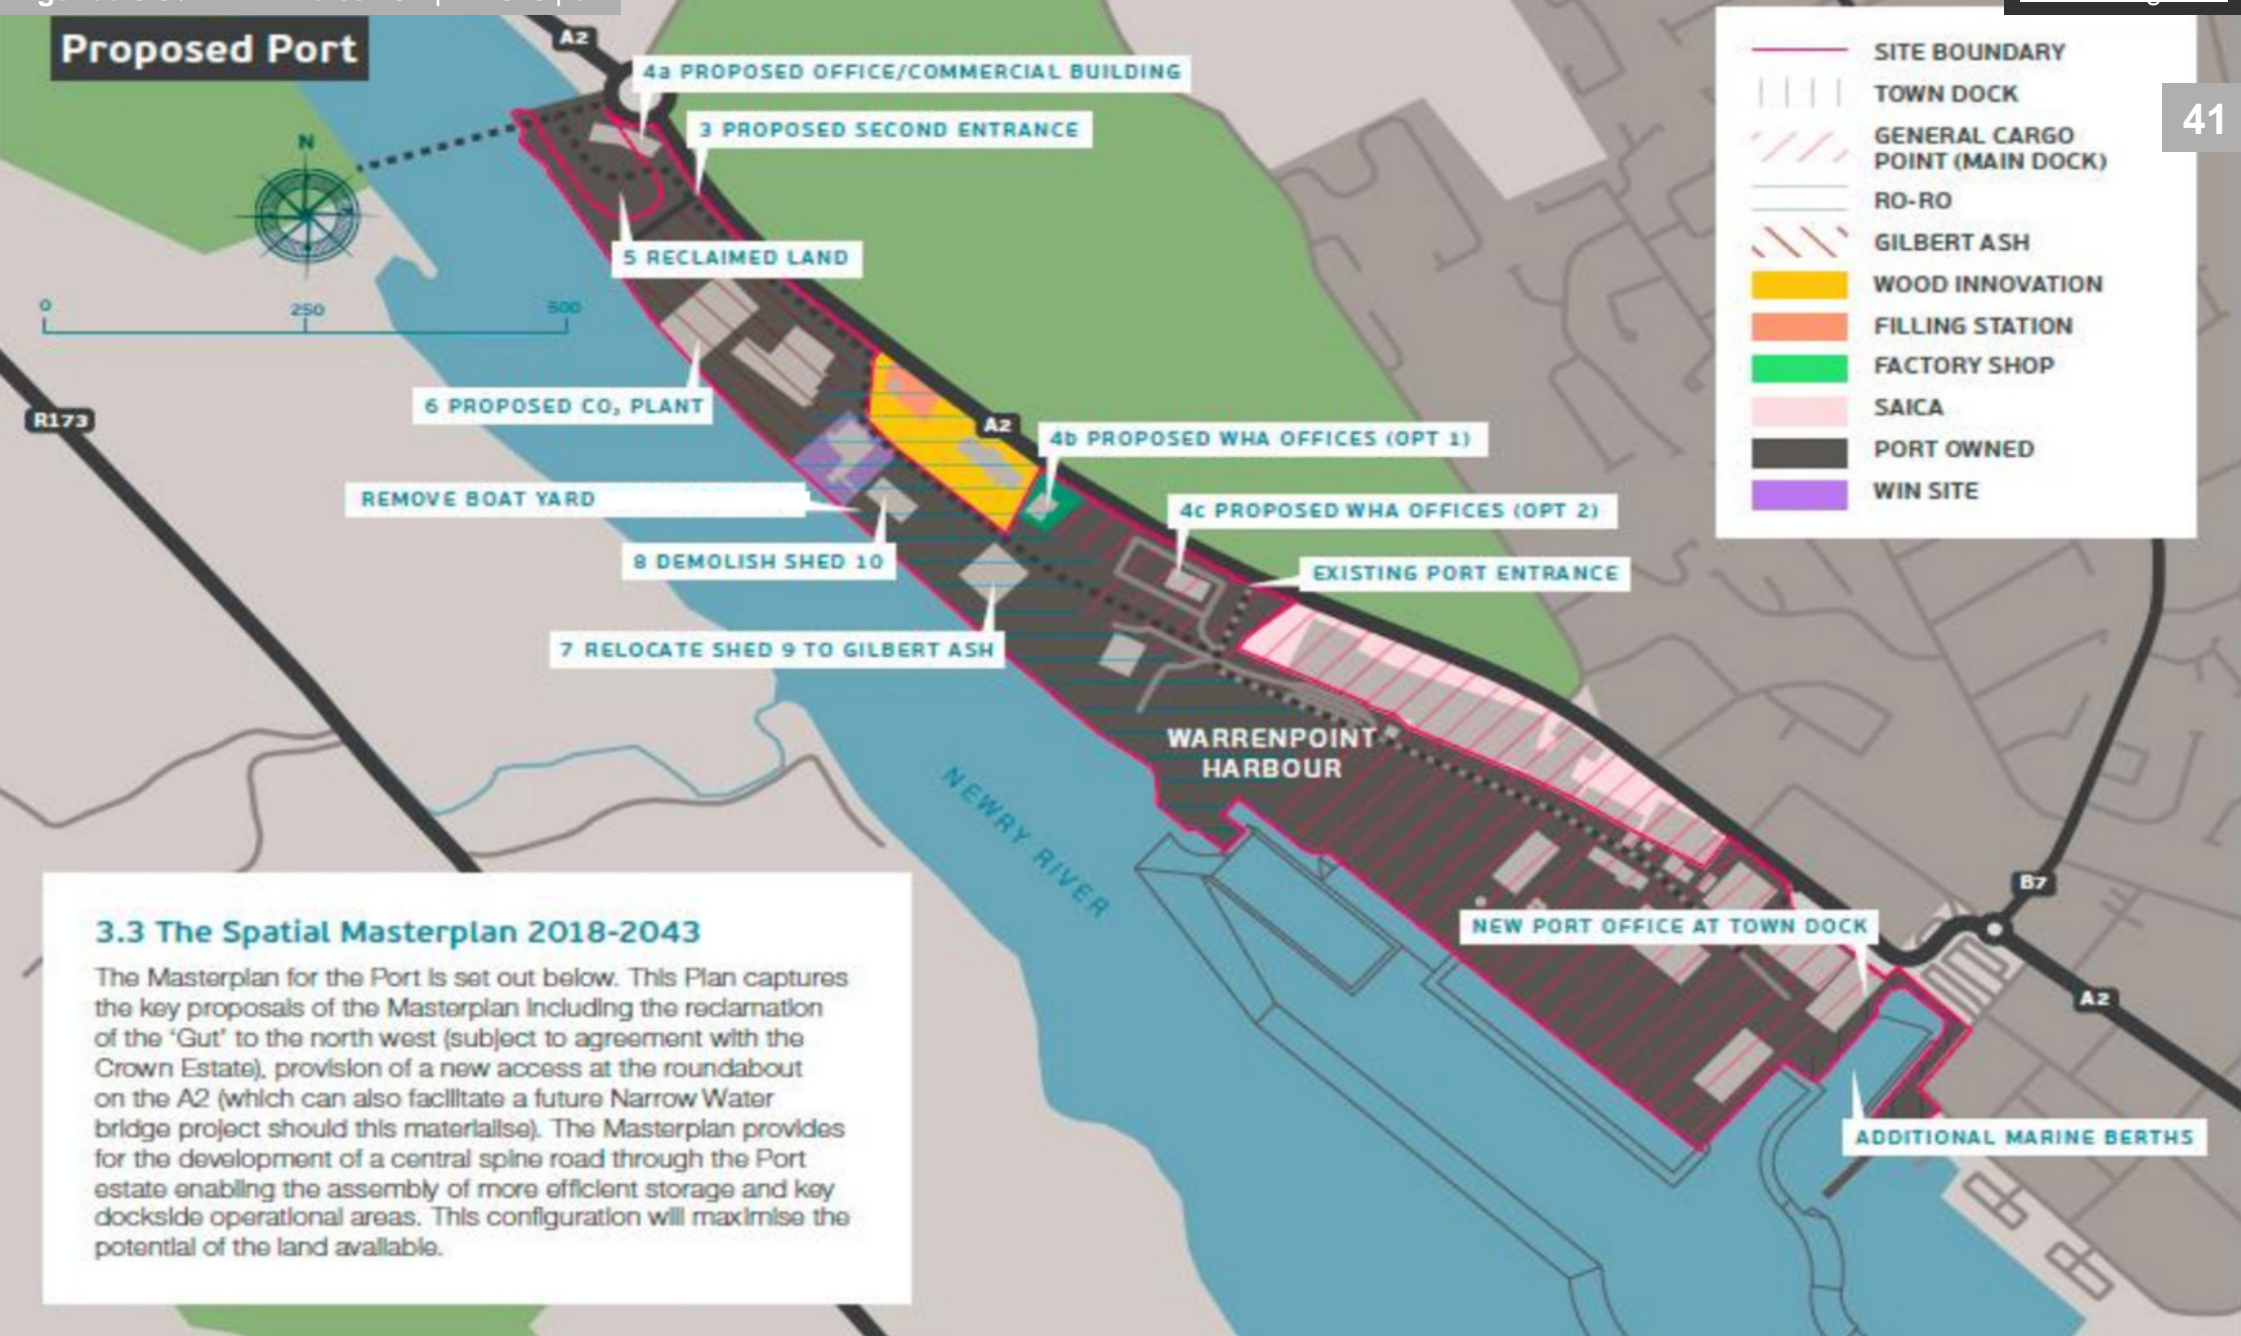 Proposed Port
A2
4a PROPOSED OFFICE/COMMERCIAL BUILDING
3 PROPOSED SECOND ENTRANCE
N
5 RECLAIMED LAND
0
250
500
6 PROPOSED CO₂ PLANT
R173
A2
4b PROPOSED WHA OFFICES (OPT 1)
REMOVE BOAT YARD
4c PROPOSED WHA OFFICES (OPT 2)
8 DEMOLISH SHED 10
EXISTING PORT ENTRANCE
7 RELOCATE SHED 9 TO GILBERT ASH
WARRENPOINT
HARBOUR
NEWRY RIVER
B7
NEW PORT OFFICE AT TOWN DOCK
A2
ADDITIONAL MARINE BERTHS
SITE BOUNDARY
TOWN DOCK
GENERAL CARGO
POINT (MAIN DOCK)
RO-RO
GILBERT ASH
WOOD INNOVATION
FILLING STATION
FACTORY SHOP
SAICA
PORT OWNED
WIN SITE
41
3.3 The Spatial Masterplan 2018-2043
The Masterplan for the Port is set out below. This Plan captures
the key proposals of the Masterplan including the reclamation
of the ‘Gut’ to the north west (subject to agreement with the
Crown Estate), provision of a new access at the roundabout
on the A2 (which can also facilitate a future Narrow Water
bridge project should this materialise). The Masterplan provides
for the development of a central spine road through the Port
estate enabling the assembly of more efficient storage and key
dockside operational areas. This configuration will maximise the
potential of the land available.